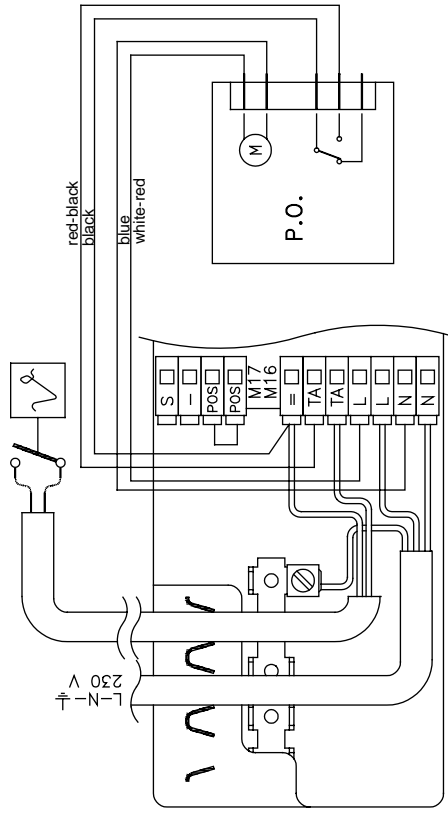 red-black
black
blue
white-red
M
P.O.
S
–
POS
POS
M17
M16
=
TA
TA
L
L
N
N
L–N–⏚
230 V